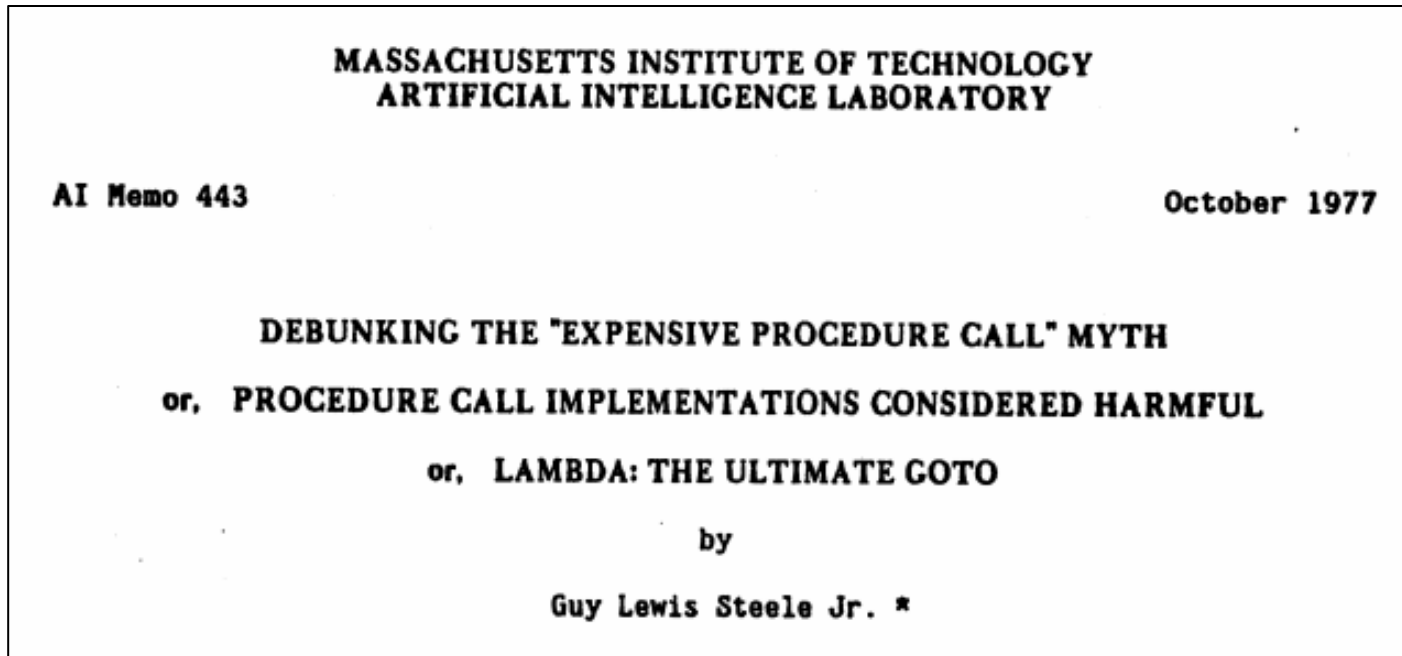 MASSACHUSETTS INSTITUTE OF TECHNOLOGY
ARTIFICIAL INTELLIGENCE LABORATORY
AI Memo 443 October 1977
DEBUNKING THE "EXPENSIVE PROCEDURE CALL" MYTH
or, PROCEDURE CALL IMPLEMENTATIONS CONSIDERED HARMFUL
or, LAMBDA: THE ULTIMATE GOTO
by
Guy Lewis Steele Jr. *